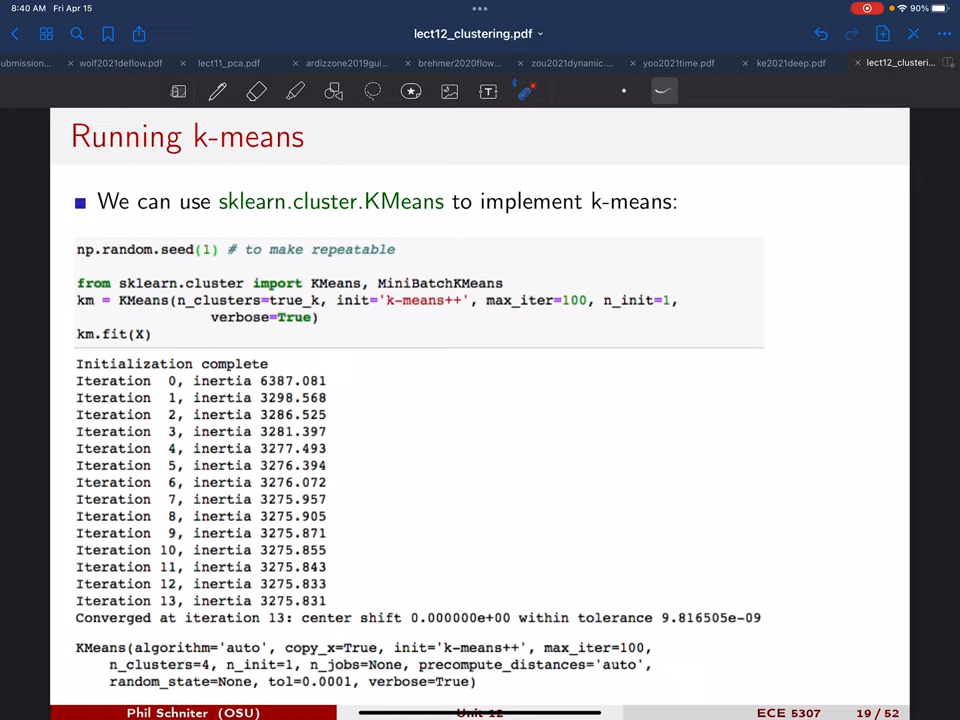 8:40 AM Fri Apr 15
90%
lect12_clustering.pdf
ubmission...
wolf2021deflow.pdf
lect11_pca.pdf
ardizzone2019gui...
brehmer2020flow...
zou2021dynamic....
yoo2021time.pdf
ke2021deep.pdf
lect12_clusteri...
Running k-means
We can use sklearn.cluster.KMeans to implement k-means:
np.random.seed(1) # to make repeatable
from sklearn.cluster import KMeans, MiniBatchKMeans
km = KMeans(n_clusters=true_k, init='k-means++', max_iter=100, n_init=1,
verbose=True)
km.fit(X)
Initialization complete
Iteration  0, inertia 6387.081
Iteration  1, inertia 3298.568
Iteration  2, inertia 3286.525
Iteration  3, inertia 3281.397
Iteration  4, inertia 3277.493
Iteration  5, inertia 3276.394
Iteration  6, inertia 3276.072
Iteration  7, inertia 3275.957
Iteration  8, inertia 3275.905
Iteration  9, inertia 3275.871
Iteration 10, inertia 3275.855
Iteration 11, inertia 3275.843
Iteration 12, inertia 3275.833
Iteration 13, inertia 3275.831
Converged at iteration 13: center shift 0.000000e+00 within tolerance 9.816505e-09
KMeans(algorithm='auto', copy_x=True, init='k-means++', max_iter=100,
n_clusters=4, n_init=1, n_jobs=None, precompute_distances='auto',
random_state=None, tol=0.0001, verbose=True)
Phil Schniter (OSU)
Unit 12
ECE 5307
19 / 52